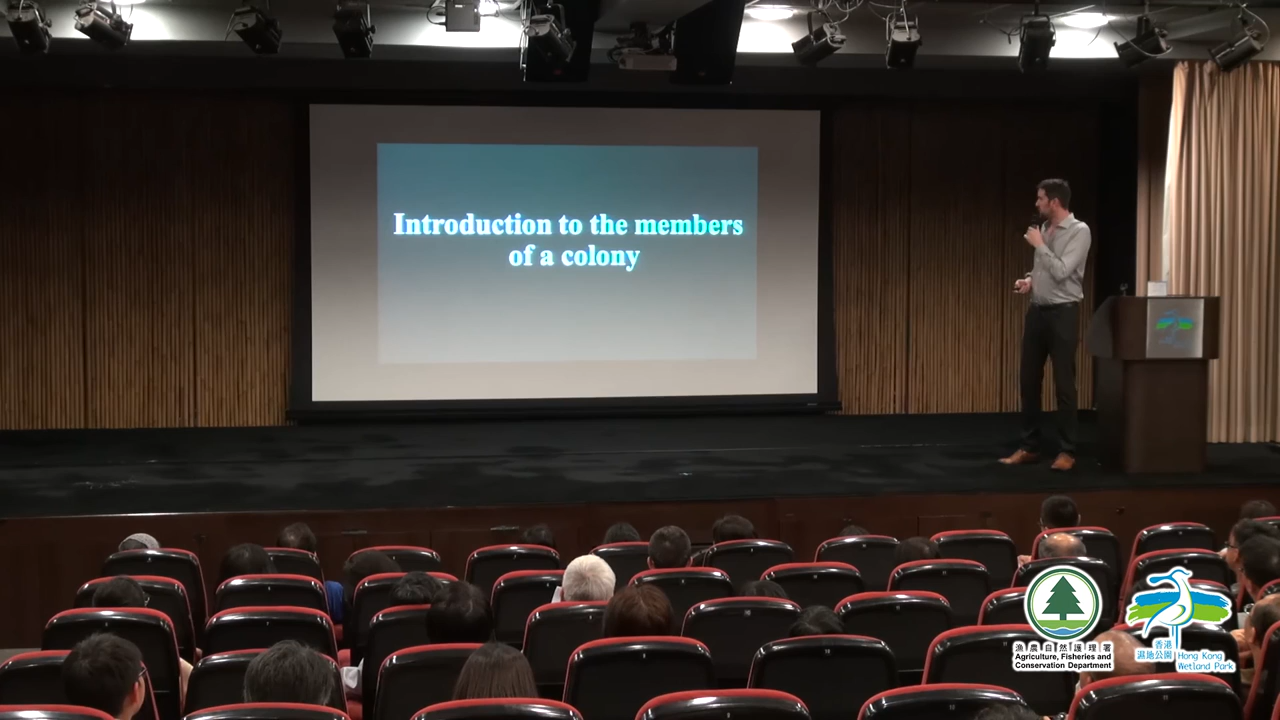 Introduction to the members
of a colony
漁農自然護理署
Agriculture, Fisheries and
Conservation Department
香港
濕地公園
Hong Kong
Wetland Park